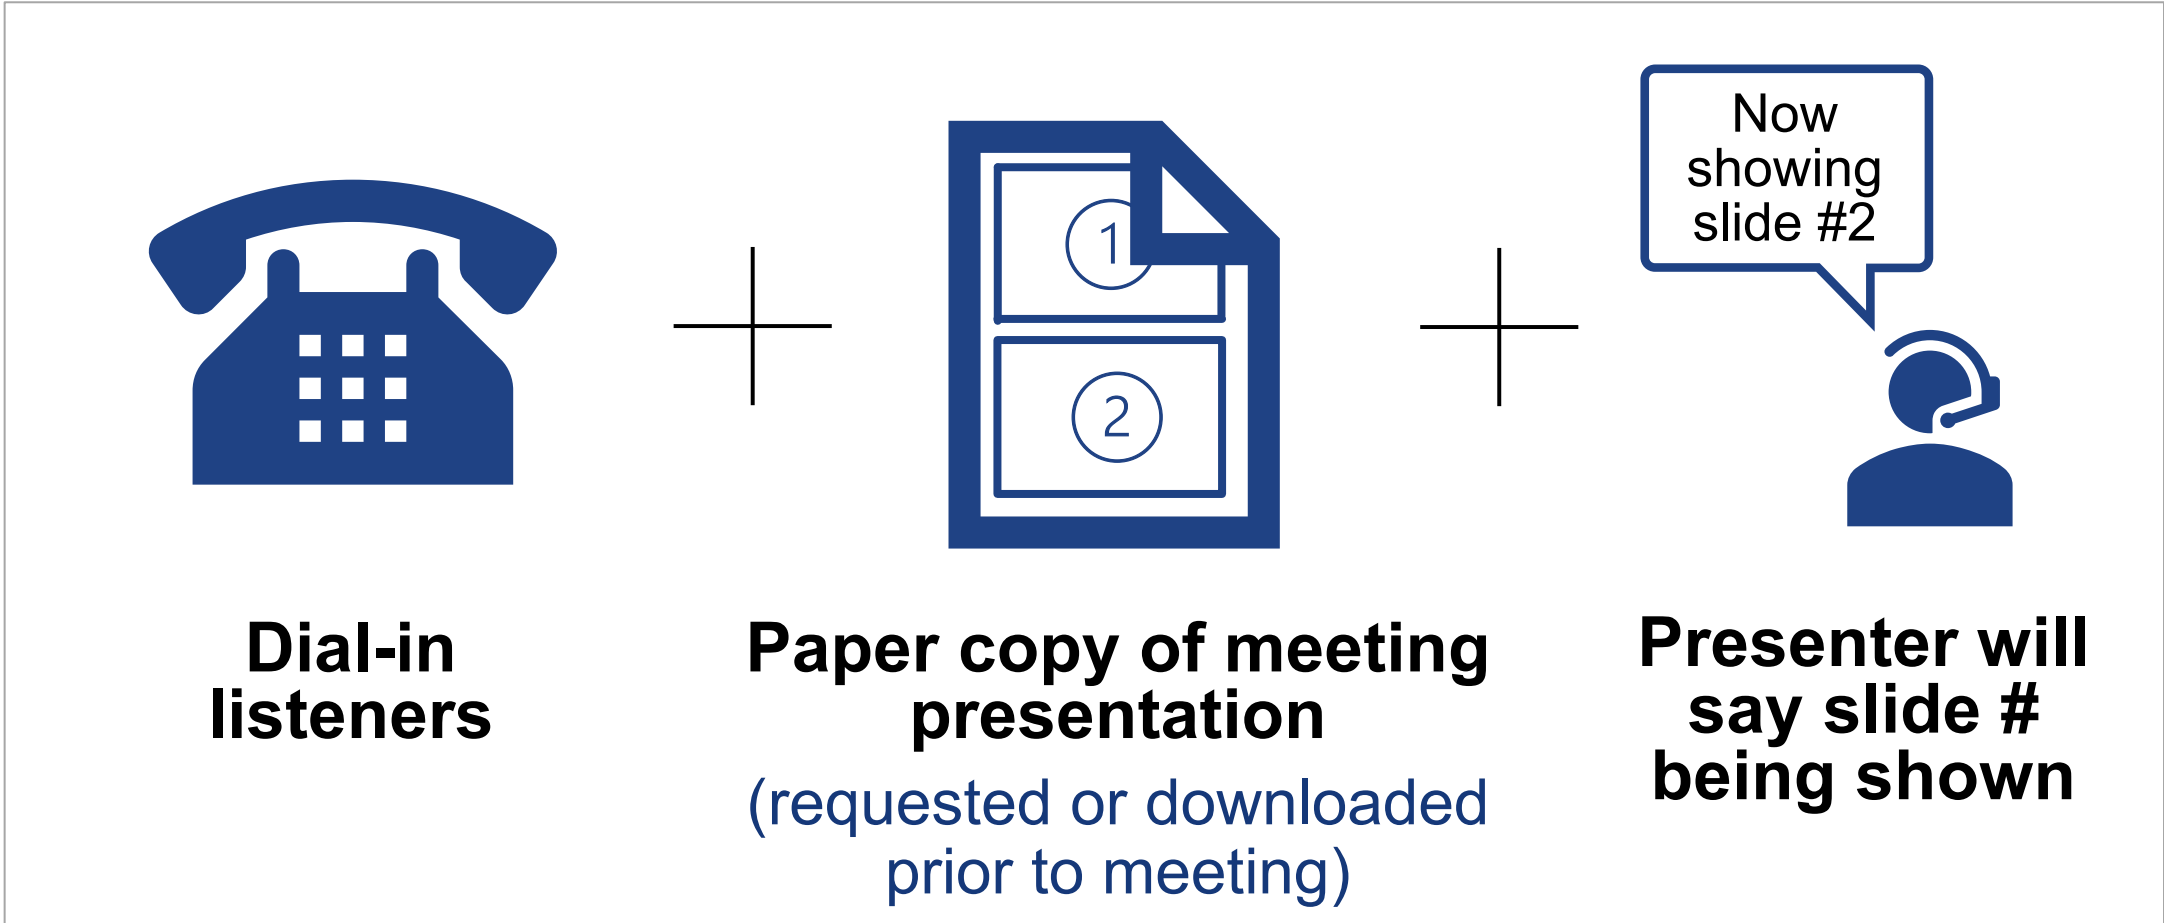 Now
showing
slide #2
1
2
Dial-in
listeners
Paper copy of meeting
presentation
(requested or downloaded
prior to meeting)
Presenter will
say slide #
being shown